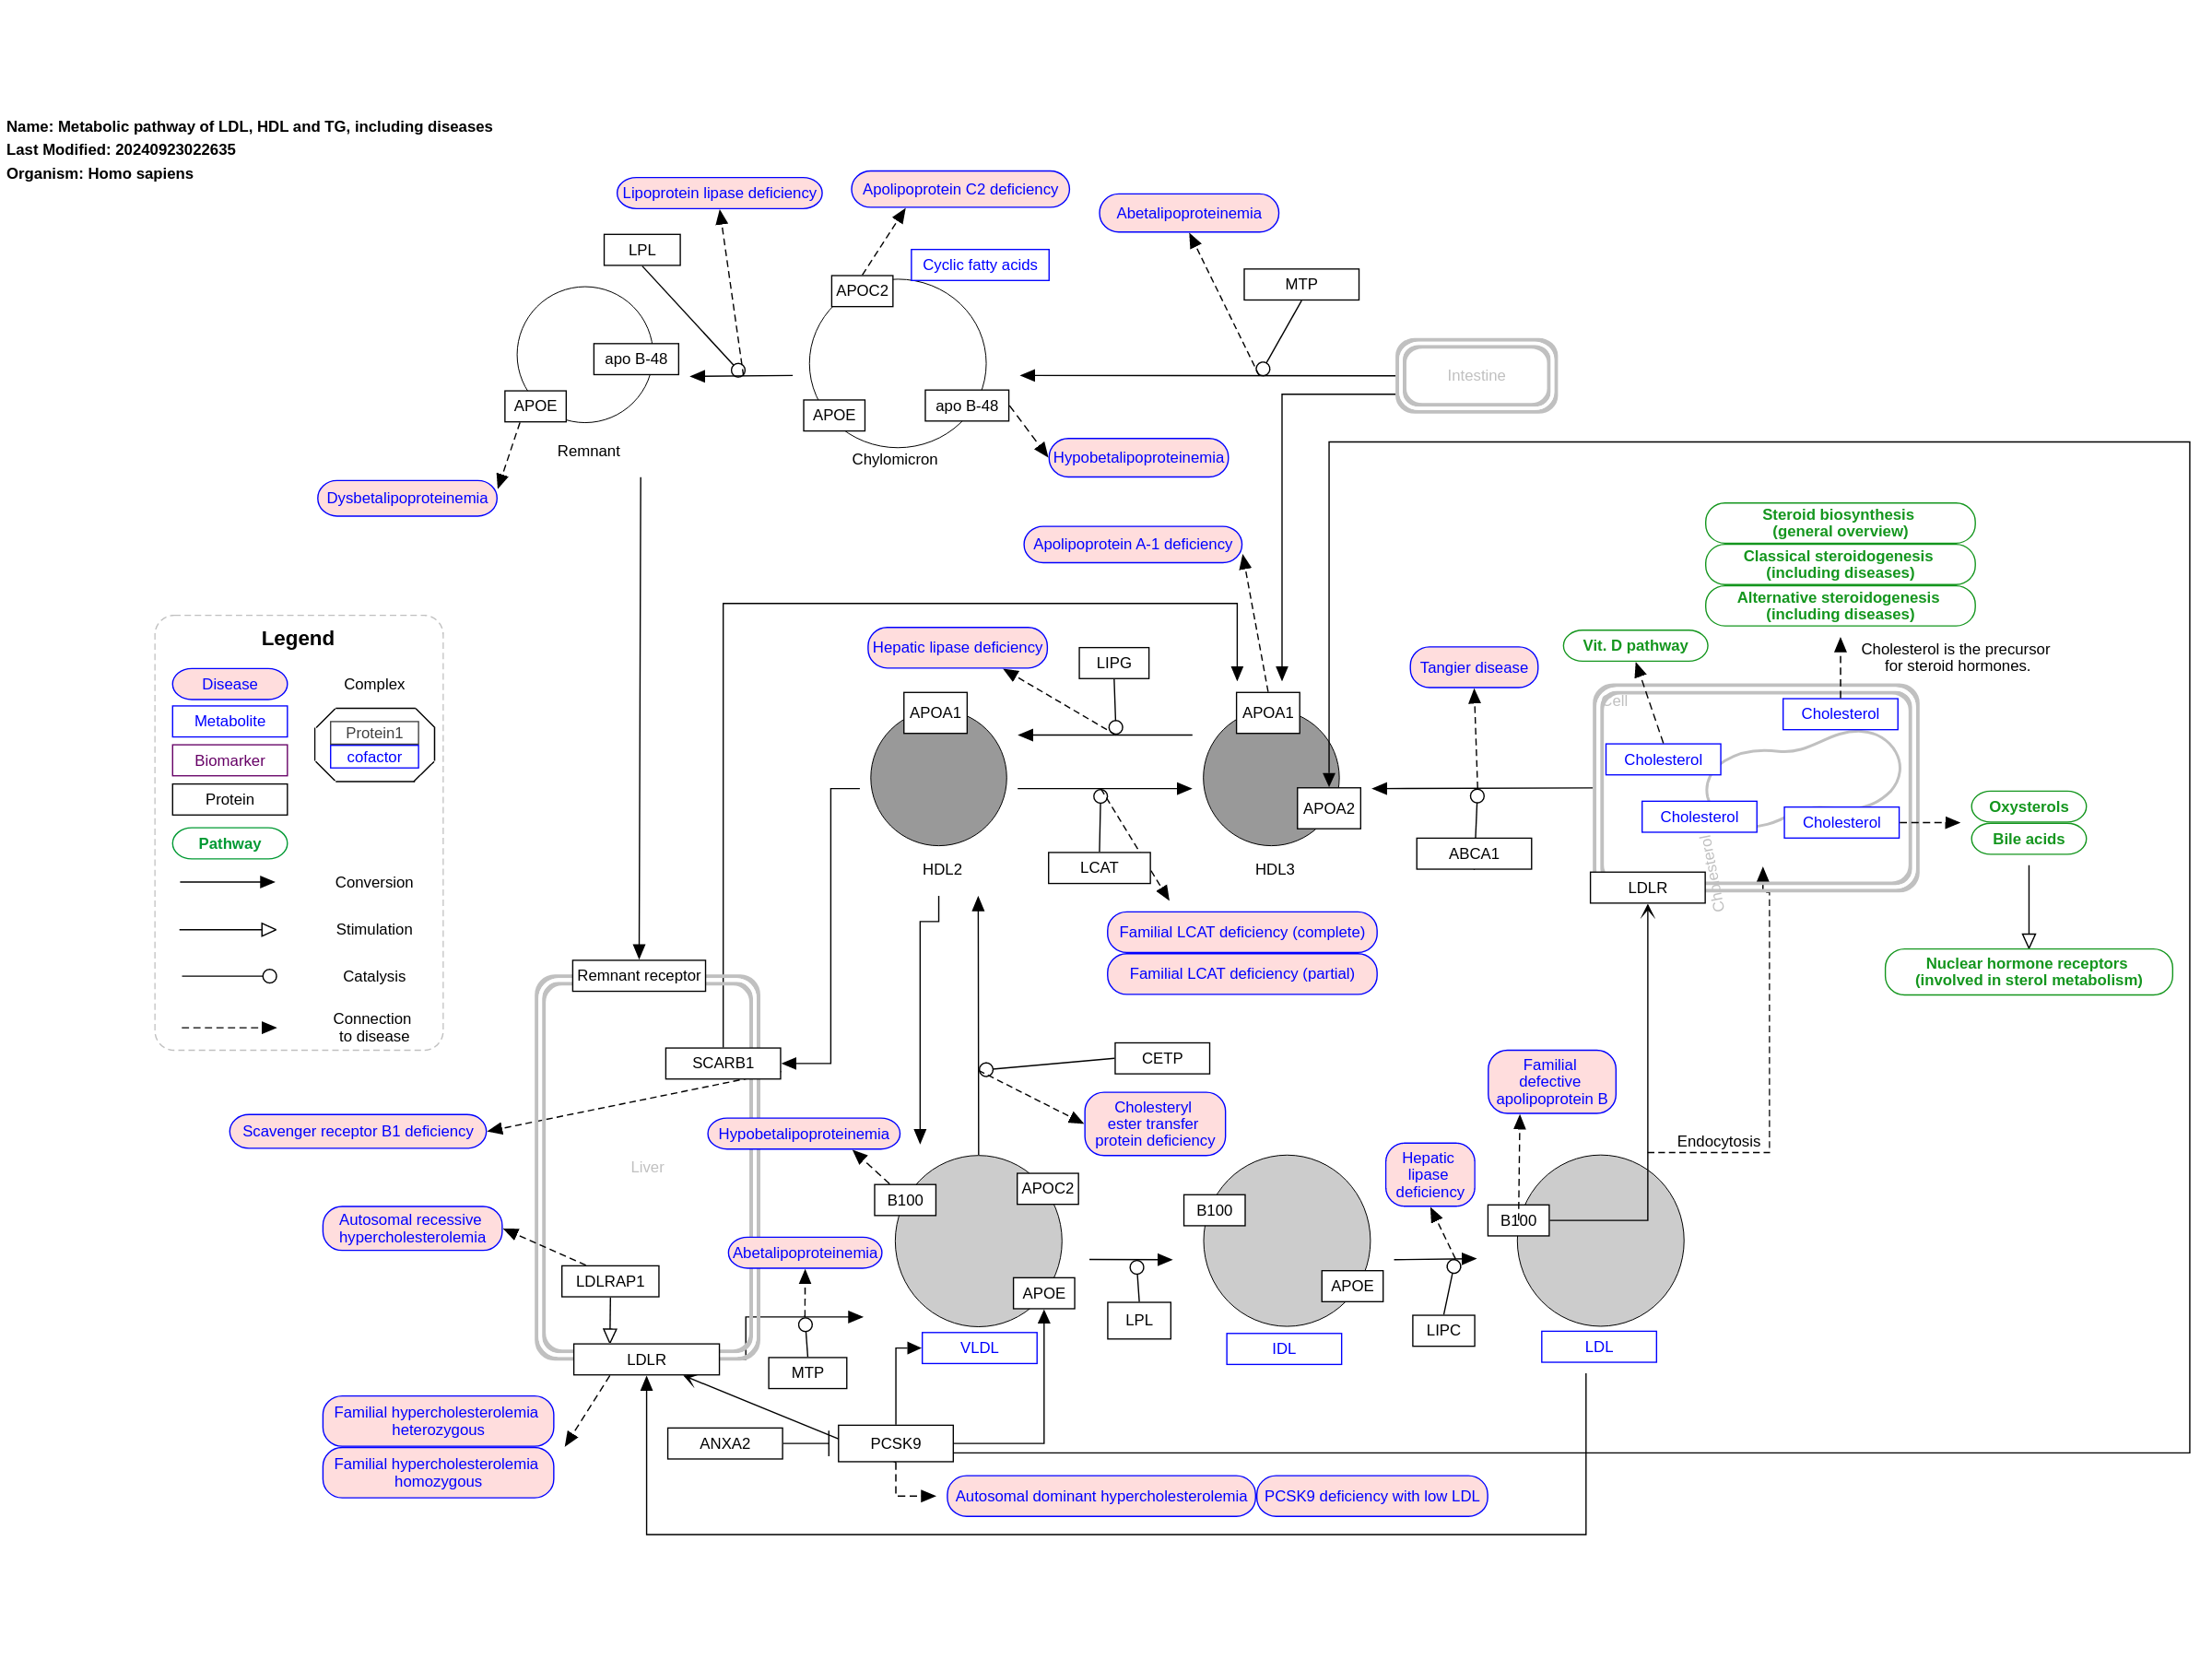 Name: Metabolic pathway of LDL, HDL and TG, including diseases
Last Modified: 20240923022635
Organism: Homo sapiens
Lipoprotein lipase deficiency
Apolipoprotein C2 deficiency
Abetalipoproteinemia
LPL
Cyclic fatty acids
APOC2
MTP
apo B-48
Intestine
APOE
APOE
apo B-48
Remnant
Chylomicron
Hypobetalipoproteinemia
Dysbetalipoproteinemia
Apolipoprotein A-1 deficiency
Steroid biosynthesis
(general overview)
Classical steroidogenesis
(including diseases)
Alternative steroidogenesis
(including diseases)
Vit. D pathway
Cholesterol is the precursor
for steroid hormones.
Hepatic lipase deficiency
LIPG
Tangier disease
APOA1
APOA1
Cell
Cholesterol
Cholesterol
Cholesterol
Cholesterol
Cholesterol
APOA2
Oxysterols
Bile acids
HDL2
LCAT
HDL3
ABCA1
LDLR
Familial LCAT deficiency (complete)
Familial LCAT deficiency (partial)
Nuclear hormone receptors
(involved in sterol metabolism)
Legend
Disease
Complex
Metabolite
Protein1
Biomarker
cofactor
Protein
Pathway
Conversion
Stimulation
Catalysis
Connection
to disease
Remnant receptor
SCARB1
CETP
Scavenger receptor B1 deficiency
Hypobetalipoproteinemia
Cholesteryl
ester transfer
protein deficiency
Familial
defective
apolipoprotein B
Endocytosis
Liver
Hepatic
lipase
deficiency
B100
APOC2
B100
B100
Autosomal recessive
hypercholesterolemia
Abetalipoproteinemia
LDLRAP1
APOE
APOE
LPL
LIPC
VLDL
IDL
LDL
LDLR
MTP
Familial hypercholesterolemia
heterozygous
Familial hypercholesterolemia
homozygous
ANXA2
PCSK9
Autosomal dominant hypercholesterolemia
PCSK9 deficiency with low LDL